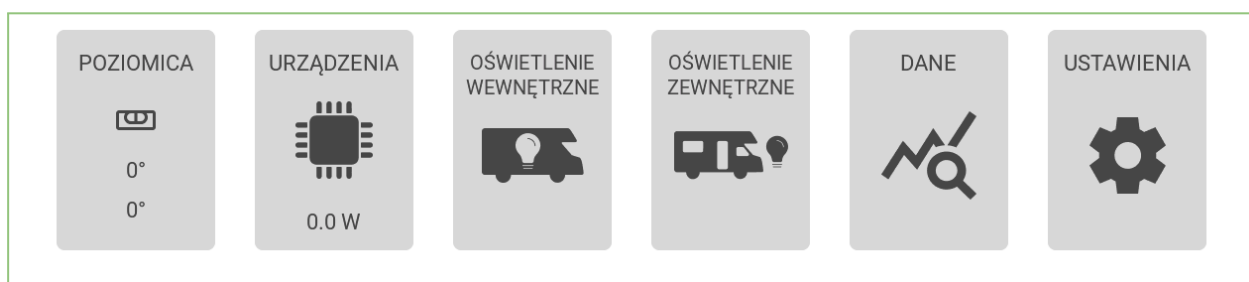 POZIOMICA
0°
0°
URZĄDZENIA
0.0 W
OŚWIETLENIE
WEWNĘTRZNE
OŚWIETLENIE
ZEWNĘTRZNE
DANE
USTAWIENIA